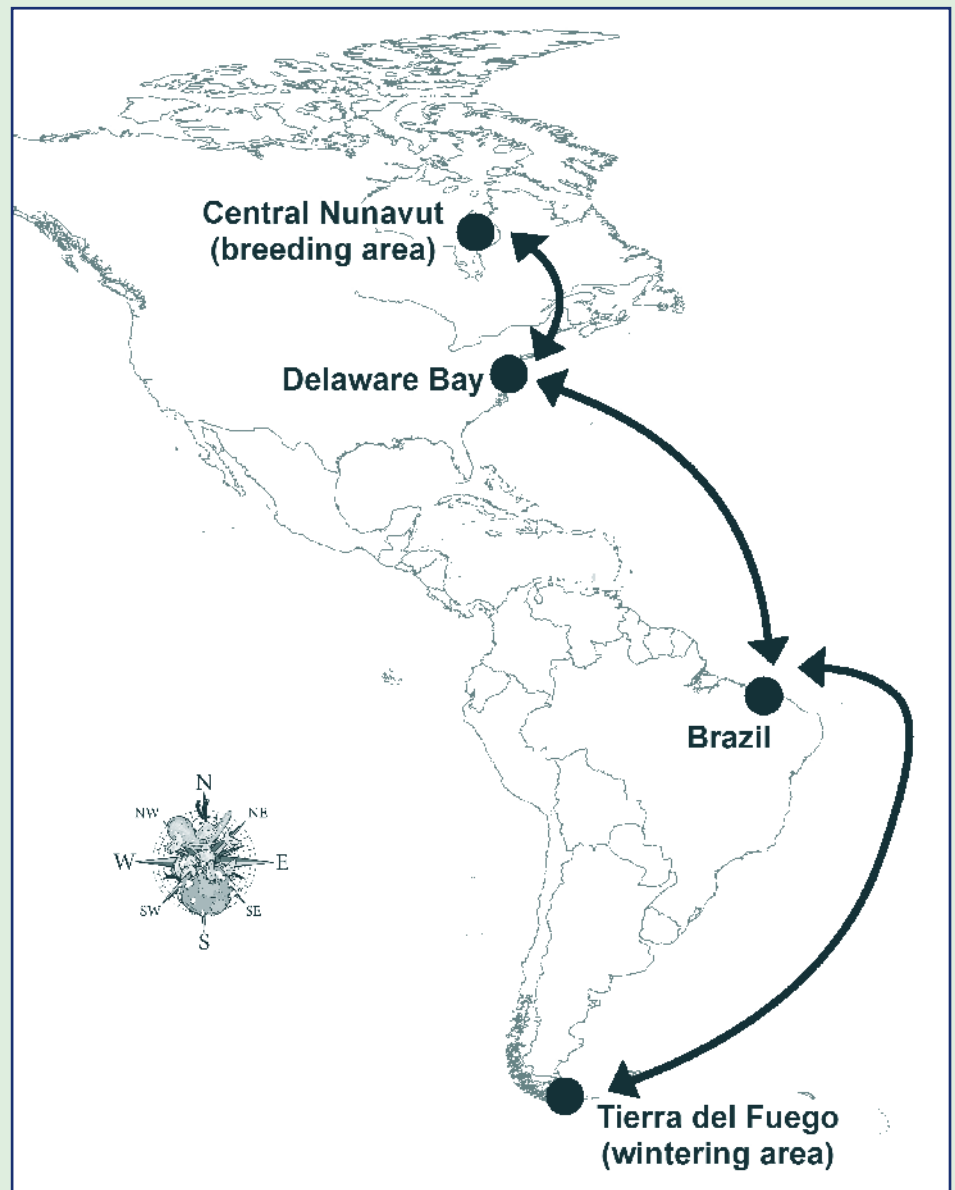 Central Nunavut
(breeding area)
Delaware Bay
Brazil
N
NW
NE
W
E
SW
SE
S
Tierra del Fuego
(wintering area)